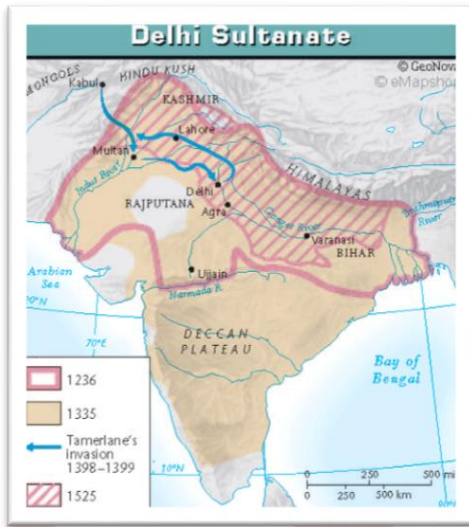 Delhi Sultanate
© GeoNova
© eMapshop
HINDU KUSH
Kabul
KASHMIR
Lahore
Multan
Indus River
HIMALAYAS
Delhi
RAJPUTANA
Agra
Ganges River
Brahmaputra
River
Varanasi
BIHAR
Arabian
Sea
Ujjain
20°N
Narmada R.
70°E
DECCAN
PLATEAU
Bay of
Bengal
1236
1335
Tamerlane's
Invasion
1398–1399
1525
10°N
0 250 500 mi
0 250 500 km
90°E